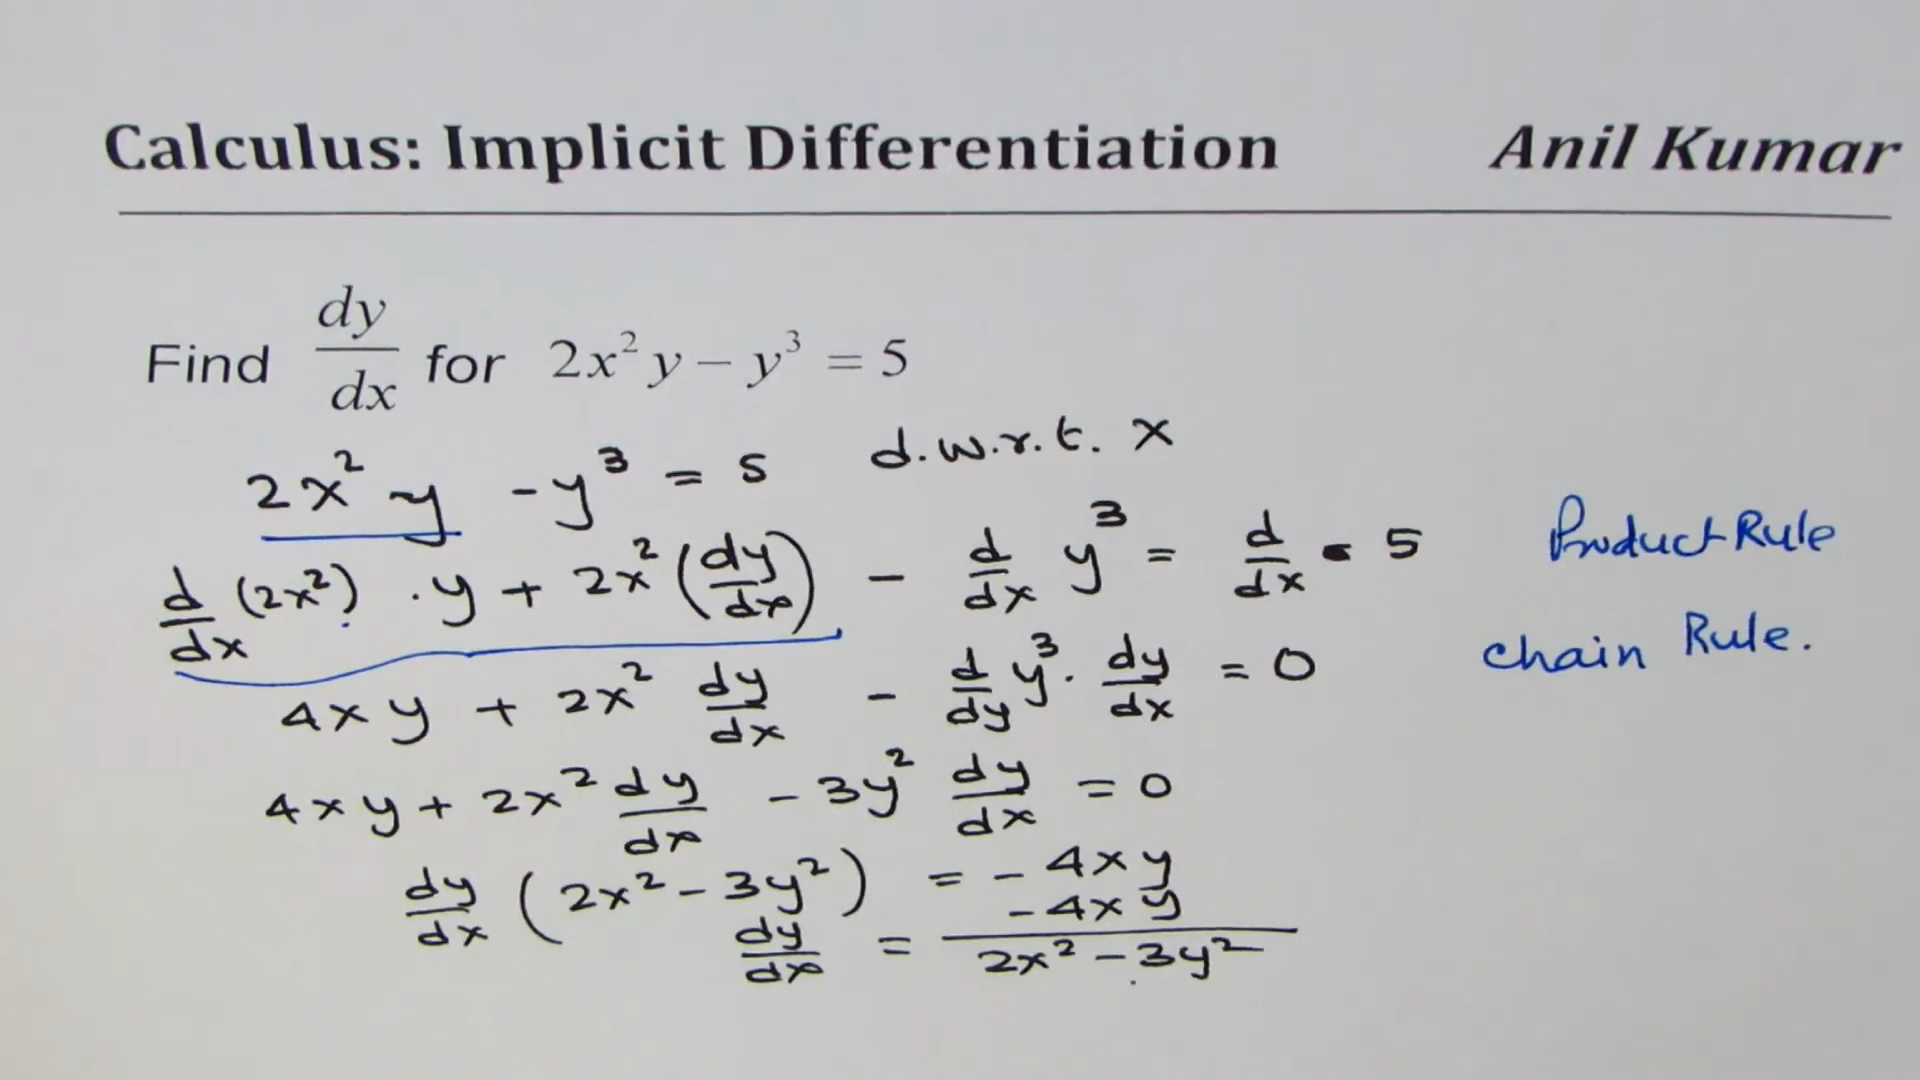 Calculus: Implicit Differentiation Anil Kumar
Find dy/dx for 2x²y − y³ = 5
2x² y − y³ = 5 d.w.r.t. x
d/dx (2x²) · y + 2x² (dy/dx) − d/dx y³ = d/dx 5 Product Rule
4xy + 2x² dy/dx − d/dy y³ · dy/dx = 0 chain Rule.
4xy + 2x² dy/dx − 3y² dy/dx = 0
dy/dx (2x² − 3y²) = − 4xy
dy/dx = −4xy / 2x² − 3y²